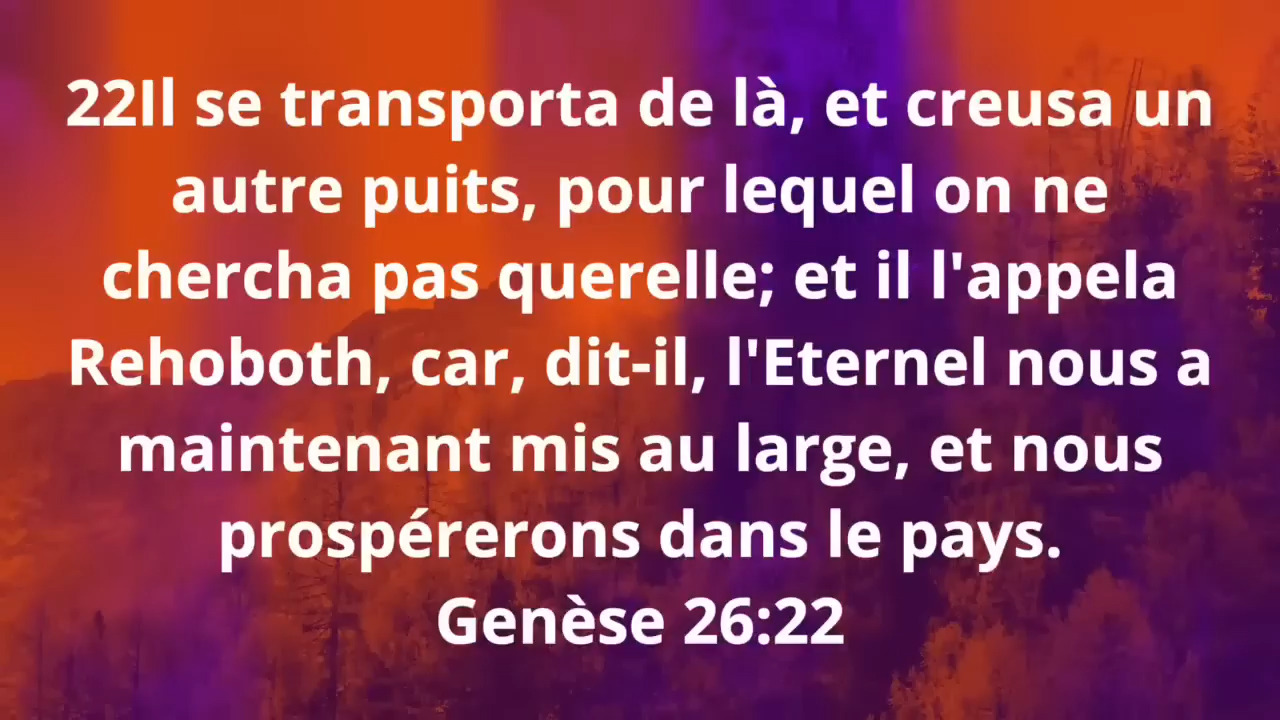 22Il se transporta de là, et creusa un
autre puits, pour lequel on ne
chercha pas querelle; et il l'appela
Rehoboth, car, dit-il, l'Eternel nous a
maintenant mis au large, et nous
prospérerons dans le pays.
Genèse 26:22